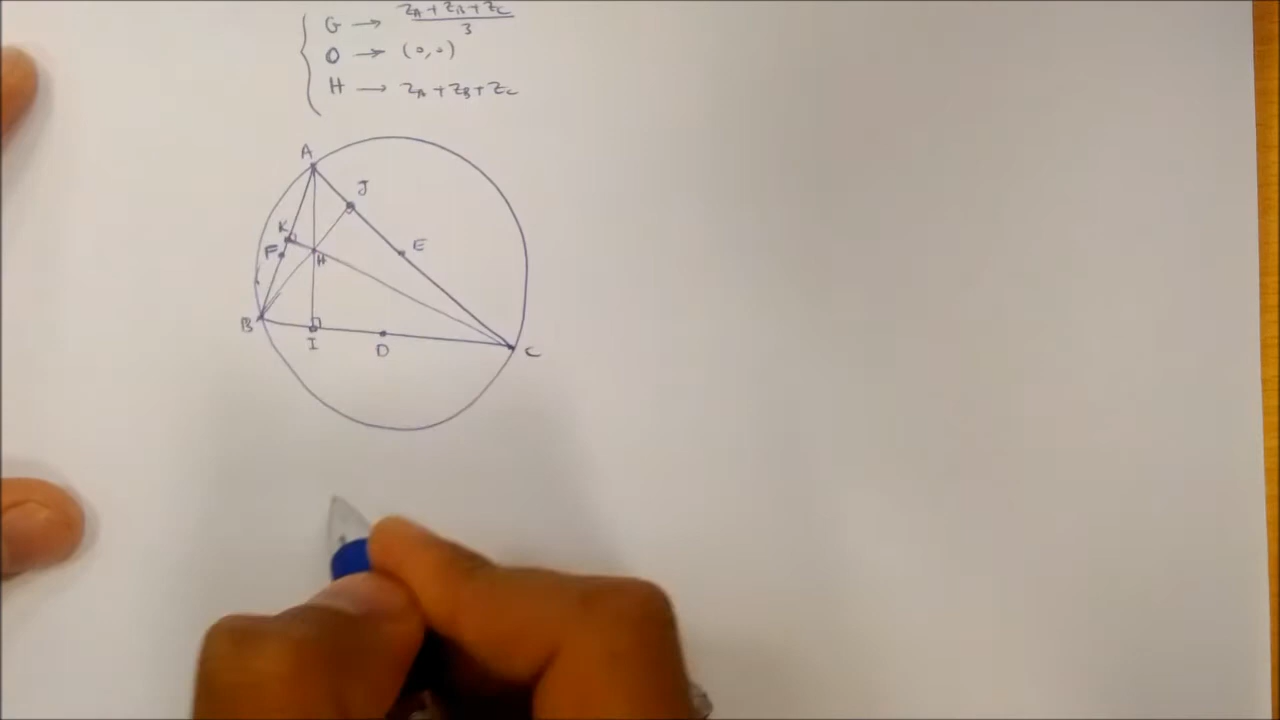 G → (z_A + z_B + z_C)/3
O → (0,0)
H → z_A + z_B + z_C
A
J
K
E
F
H
B
I
D
C